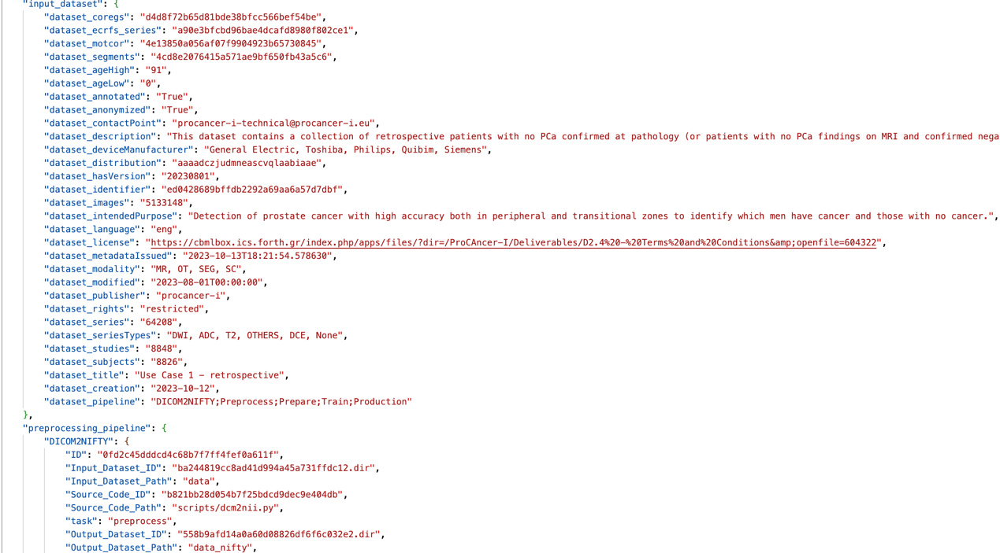 "input_dataset": {
"dataset_coregs": "d4d8f72b65d81bde38bfcc566bef54be",
"dataset_ecrfs_series": "a90e3bfcbd96bae4dcafd8980f802ce1",
"dataset_motcor": "4e13850a056af07f9904923b65730845",
"dataset_segments": "4cd8e2076415a571ae9bf650fb43a5c6",
"dataset_ageHigh": "91",
"dataset_ageLow": "0",
"dataset_annotated": "True",
"dataset_anonymized": "True",
"dataset_contactPoint": "procancer-i-technical@procancer-i.eu",
"dataset_description": "This dataset contains a collection of retrospective patients with no PCa confirmed at pathology (or patients with no PCa findings on MRI and confirmed nega
"dataset_deviceManufacturer": "General Electric, Toshiba, Philips, Quibim, Siemens",
"dataset_distribution": "aaaadczjudmneascvqlaabiaae",
"dataset_hasVersion": "20230801",
"dataset_identifier": "ed0428689bffdb2292a69aa6a57d7dbf",
"dataset_images": "5133148",
"dataset_intendedPurpose": "Detection of prostate cancer with high accuracy both in peripheral and transitional zones to identify which men have cancer and those with no cancer.",
"dataset_language": "eng",
"dataset_license": "https://cbmlbox.ics.forth.gr/index.php/apps/files/?dir=/ProCAncer-I/Deliverables/D2.4%20-%20Terms%20and%20Conditions&amp;openfile=604322",
"dataset_metadataIssued": "2023-10-13T18:21:54.578630",
"dataset_modality": "MR, OT, SEG, SC",
"dataset_modified": "2023-08-01T00:00:00",
"dataset_publisher": "procancer-i",
"dataset_rights": "restricted",
"dataset_series": "64208",
"dataset_seriesTypes": "DWI, ADC, T2, OTHERS, DCE, None",
"dataset_studies": "8848",
"dataset_subjects": "8826",
"dataset_title": "Use Case 1 - retrospective",
"dataset_creation": "2023-10-12",
"dataset_pipeline": "DICOM2NIFTY;Preprocess;Prepare;Train;Production"
},
"preprocessing_pipeline": {
"DICOM2NIFTY": {
"ID": "0fd2c45dddcd4c68b7f7ff4fef0a611f",
"Input_Dataset_ID": "ba244819cc8ad41d994a45a731ffdc12.dir",
"Input_Dataset_Path": "data",
"Source_Code_ID": "b821bb28d054b7f25bdcd9dec9e404db",
"Source_Code_Path": "scripts/dcm2nii.py",
"task": "preprocess",
"Output_Dataset_ID": "558b9afd14a0a60d08826df6f6c032e2.dir",
"Output_Dataset_Path": "data_nifty",